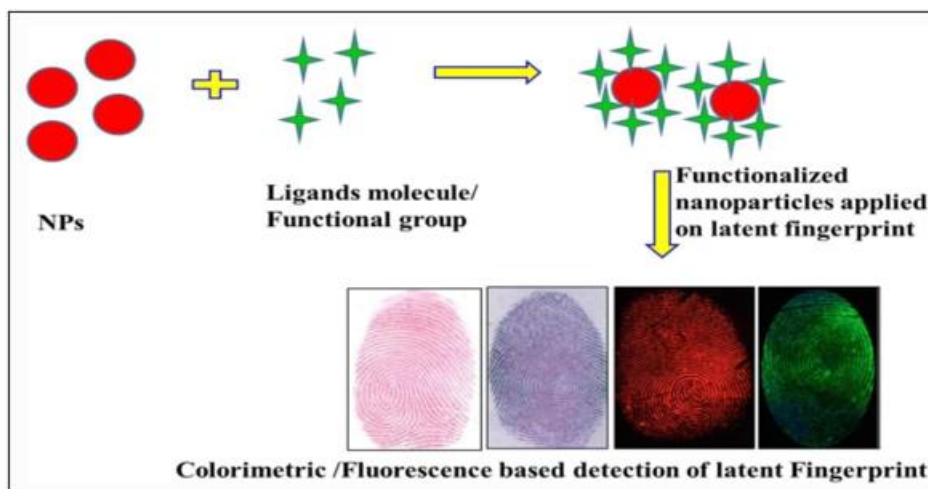 NPs
Ligands molecule/
Functional group
Functionalized
nanoparticles applied
on latent fingerprint
Colorimetric /Fluorescence based detection of latent Fingerprint